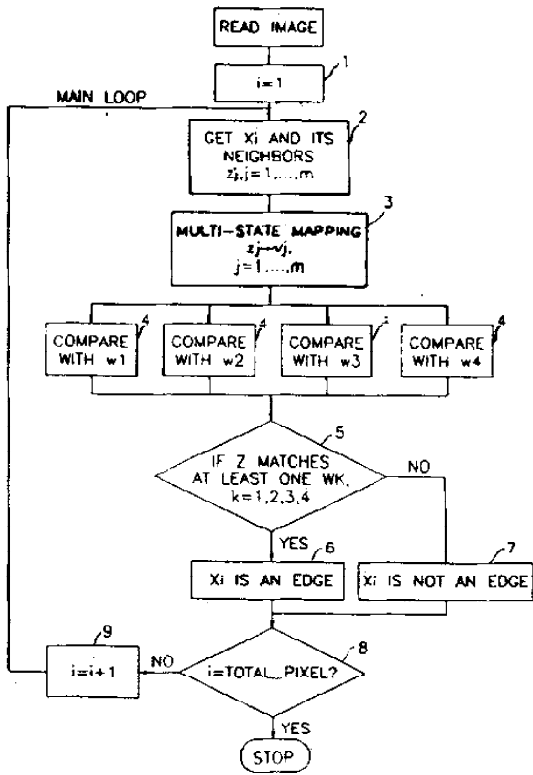 READ IMAGE
1
i=1
MAIN LOOP
2
GET Xi AND ITS
NEIGHBORS
zj,j=1,...,m
3
MULTI-STATE MAPPING
zj→vj,
j=1,...,m
4
COMPARE
WITH w1
4
COMPARE
WITH w2
COMPARE
WITH w3
4
COMPARE
WITH w4
5
IF Z MATCHES
AT LEAST ONE WK,
k=1,2,3,4
NO
YES
6
Xi IS AN EDGE
7
Xi IS NOT AN EDGE
9
i=i+1
NO
8
i=TOTAL_PIXEL?
YES
STOP